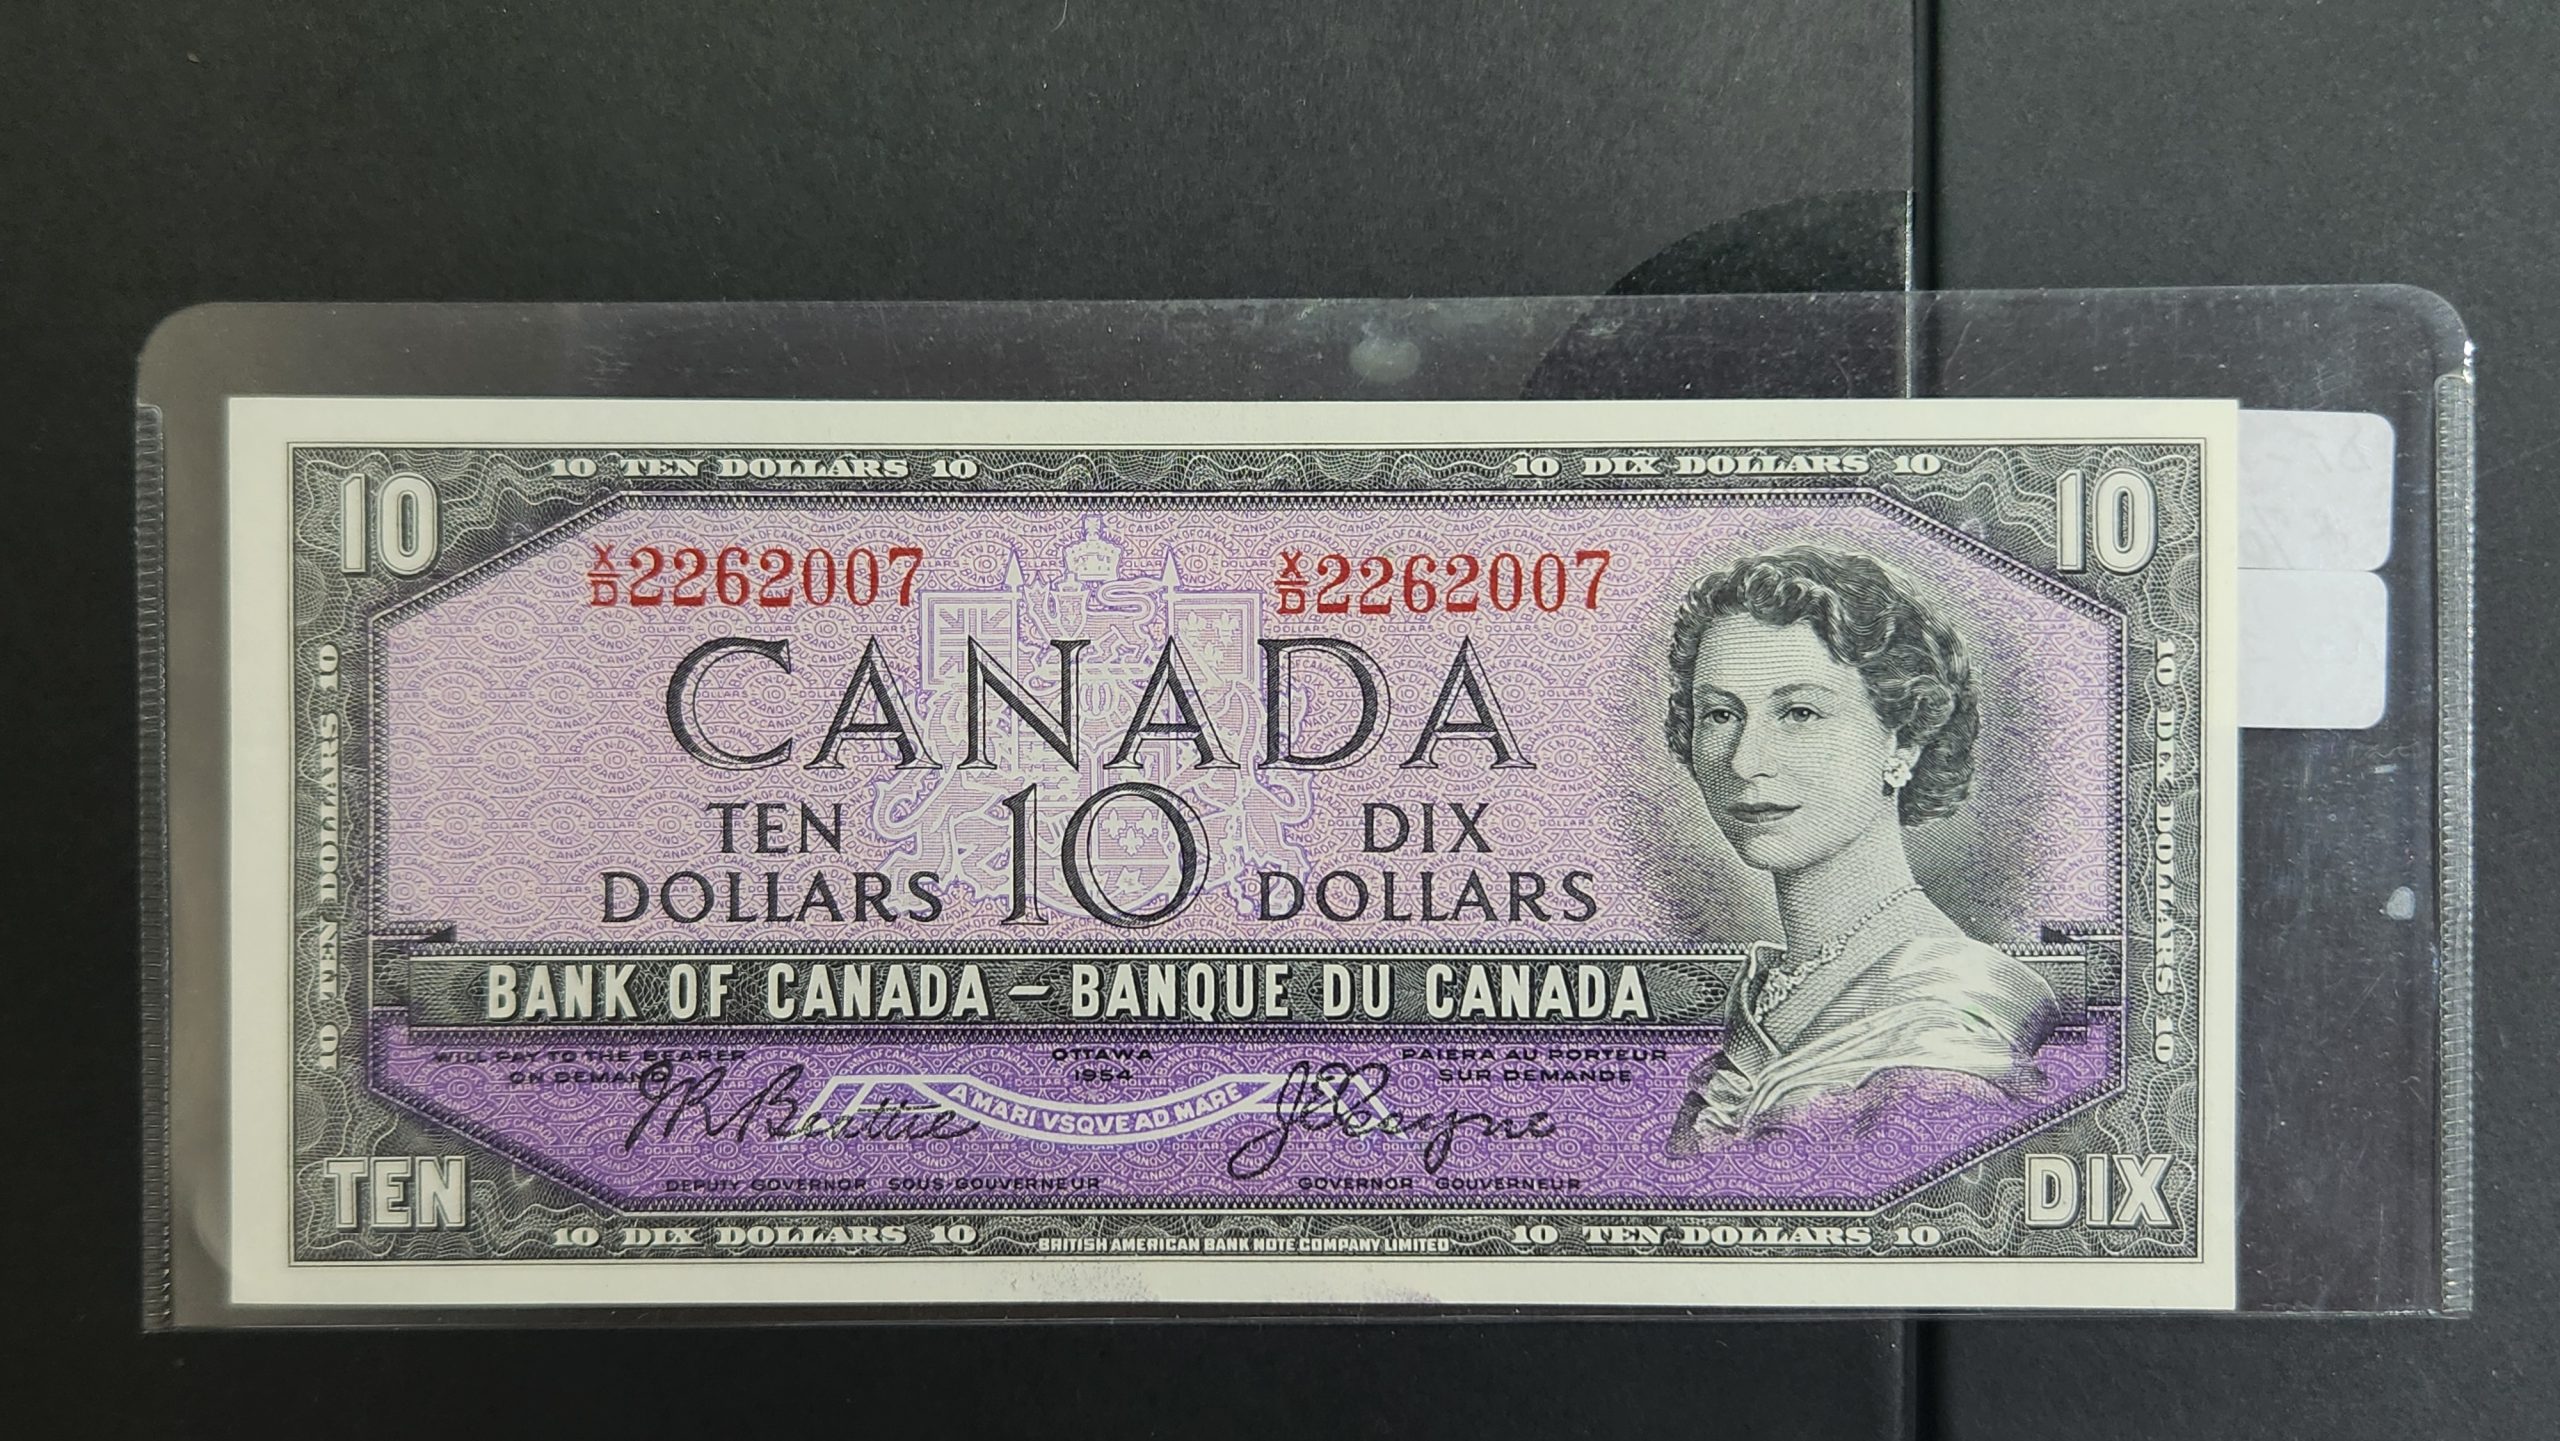 10 TEN DOLLARS 10
10 DIX DOLLARS 10
10
10
X/D 2262007
X/D 2262007
CANADA
TEN
DOLLARS
10
DIX
DOLLARS
10 TEN DOLLARS 10
10 DIX DOLLARS 10
BANK OF CANADA – BANQUE DU CANADA
WILL PAY TO THE BEARER
ON DEMAND
OTTAWA
1954
PAIERA AU PORTEUR
SUR DEMANDE
A MARI VSQVE AD MARE
JRBeattie
JECoyne
DEPUTY GOVERNOR SOUS-GOUVERNEUR
GOVERNOR GOUVERNEUR
TEN
DIX
10 DIX DOLLARS 10
BRITISH AMERICAN BANK NOTE COMPANY LIMITED
10 TEN DOLLARS 10